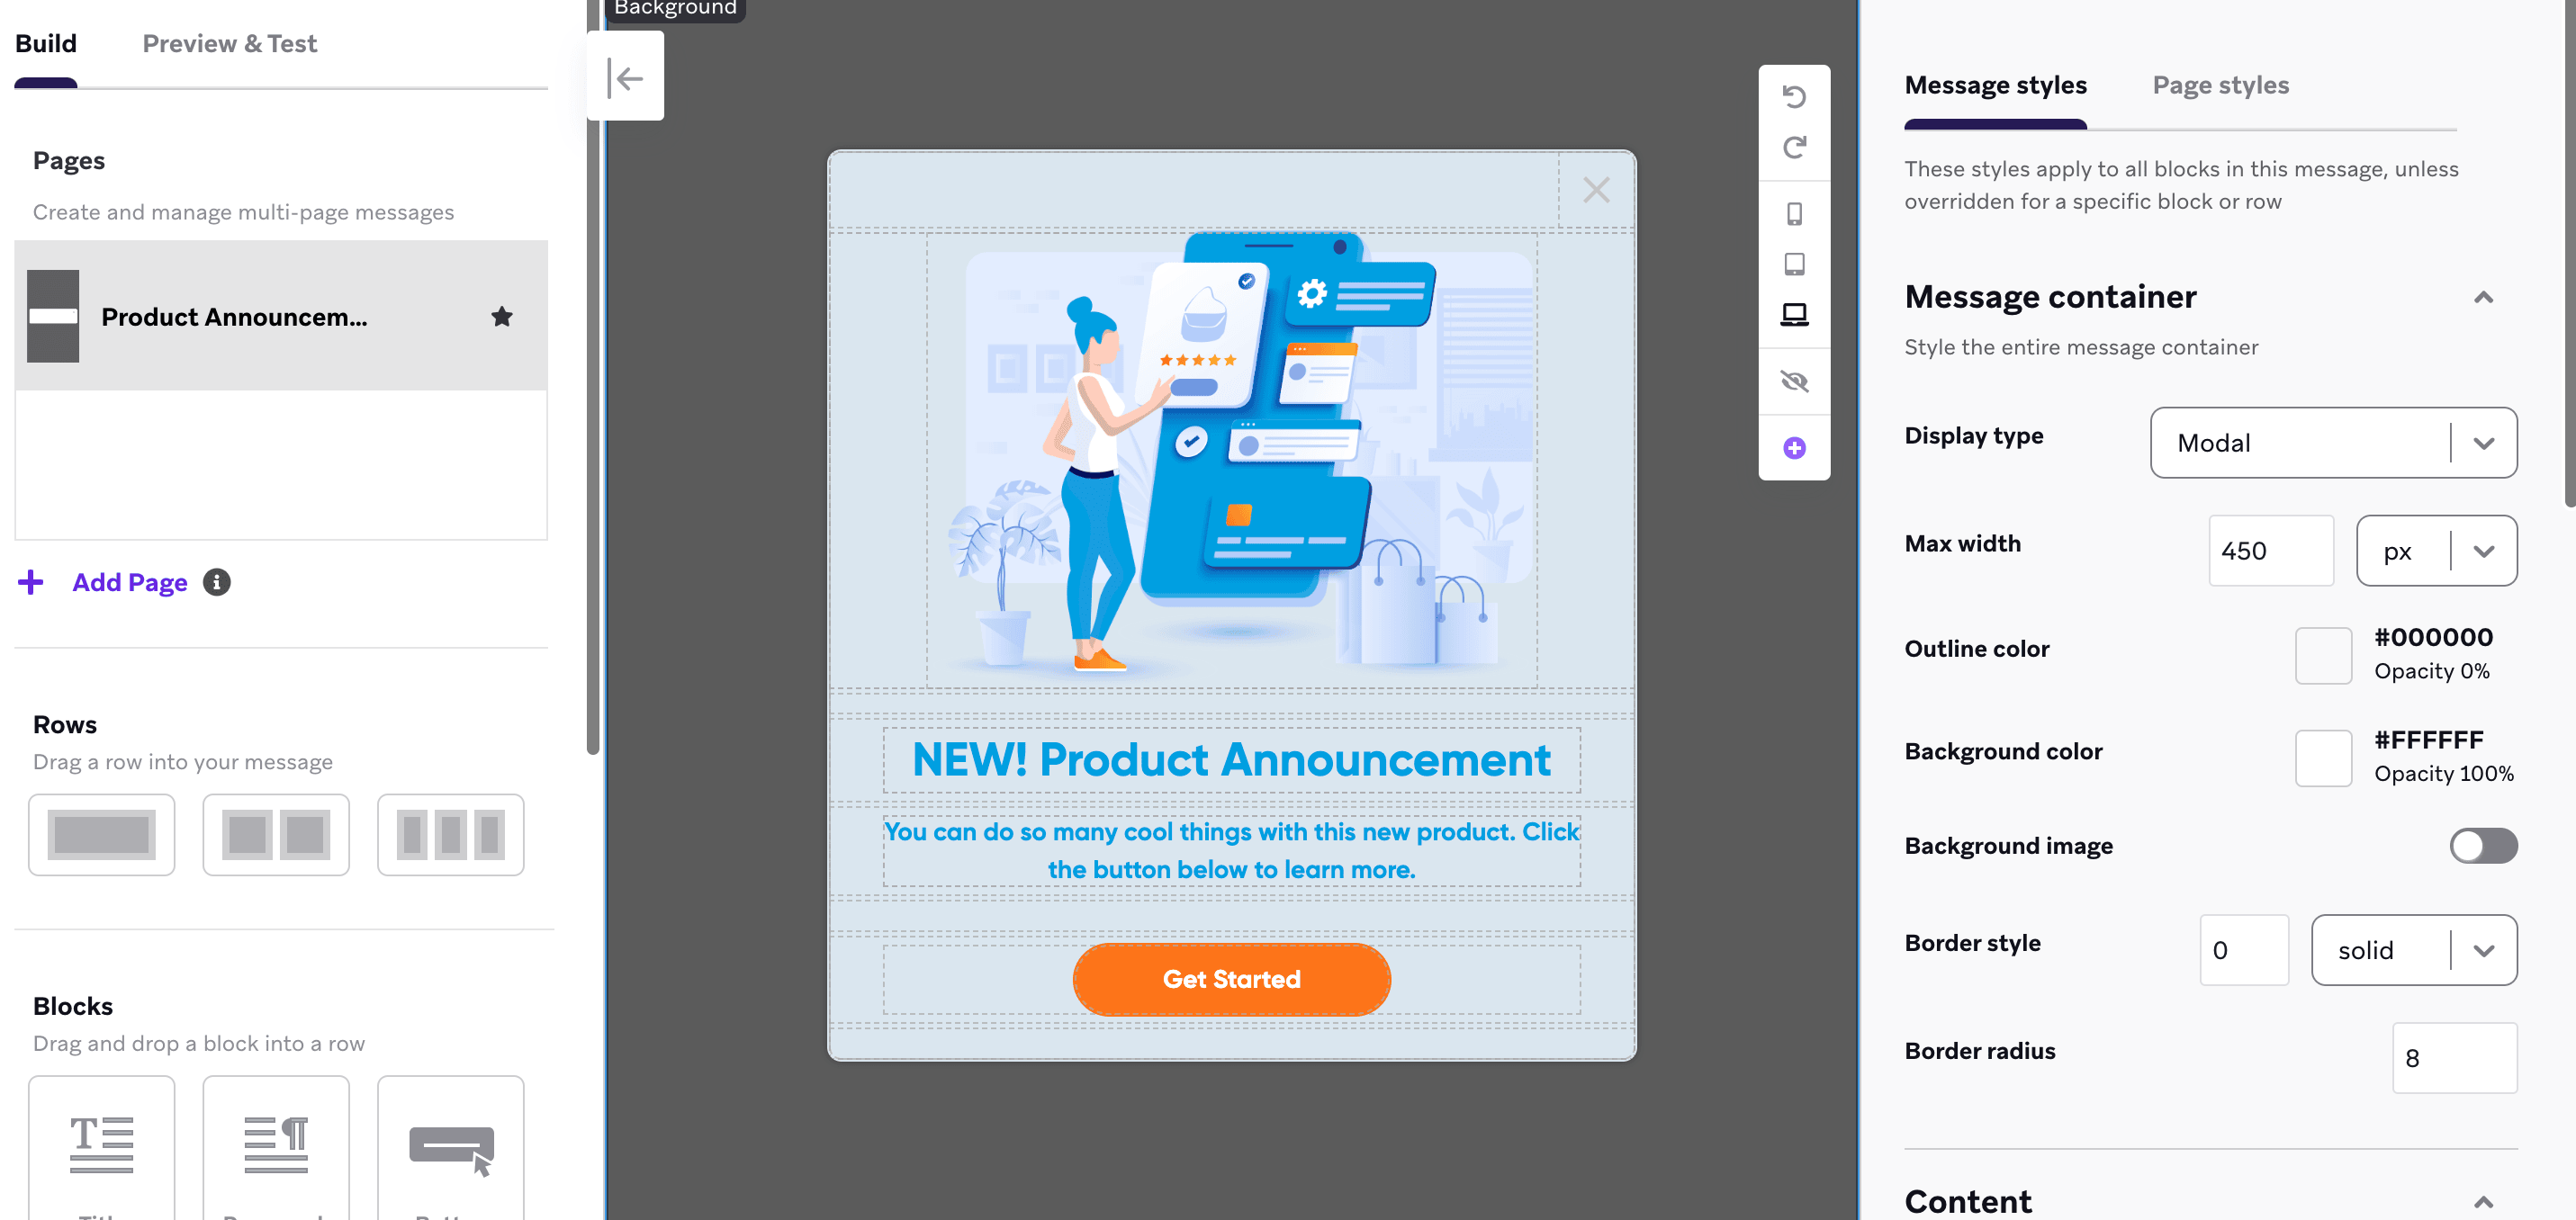 Background
Build
Preview & Test
Pages
Create and manage multi-page messages
Product Announcem...
Add Page
Rows
Drag a row into your message
Blocks
Drag and drop a block into a row
NEW! Product Announcement
You can do so many cool things with this new product. Click
the button below to learn more.
Get Started
Message styles
Page styles
These styles apply to all blocks in this message, unless
overridden for a specific block or row
Message container
Style the entire message container
Display type
Modal
Max width
450
px
Outline color
#000000
Opacity 0%
Background color
#FFFFFF
Opacity 100%
Background image
Border style
0
solid
Border radius
8
Content